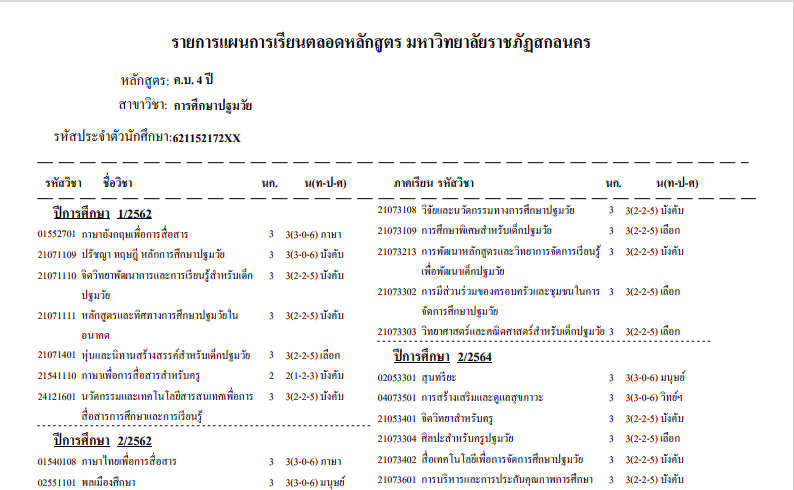 รายการแผนการเรียนตลอดหลักสูตร มหาวิทยาลัยราชภัฏสกลนคร
หลักสูตร: ค.บ. 4 ปี
สาขาวิชา: การศึกษาปฐมวัย
รหัสประจำตัวนักศึกษา:621152172XX
รหัสวิชา ชื่อวิชา นก. น(ท-ป-ศ)
ปีการศึกษา 1/2562
01552701 ภาษาอังกฤษเพื่อการสื่อสาร 3 3(3-0-6) ภาษา
21071109 ปรัชญา ทฤษฎี หลักการศึกษาปฐมวัย 3 3(3-0-6) บังคับ
21071110 จิตวิทยาพัฒนาการและการเรียนรู้สำหรับเด็ก 3 3(2-2-5) บังคับ
ปฐมวัย
21071111 หลักสูตรและทิศทางการศึกษาปฐมวัยใน 3 3(2-2-5) บังคับ
อนาคต
21071401 หุ่นและนิทานสร้างสรรค์สำหรับเด็กปฐมวัย 3 3(2-2-5) เลือก
21541110 ภาษาเพื่อการสื่อสารสำหรับครู 2 2(1-2-3) บังคับ
24121601 นวัตกรรมและเทคโนโลยีสารสนเทศเพื่อการ 3 3(2-2-5) บังคับ
สื่อสารการศึกษาและการเรียนรู้
ปีการศึกษา 2/2562
01540108 ภาษาไทยเพื่อการสื่อสาร 3 3(3-0-6) ภาษา
02551101 พลเมืองศึกษา 3 3(3-0-6) มนุษย์
ภาคเรียน รหัสวิชา นก. น(ท-ป-ศ)
21073108 วิจัยและนวัตกรรมทางการศึกษาปฐมวัย 3 3(2-2-5) บังคับ
21073109 การศึกษาพิเศษสำหรับเด็กปฐมวัย 3 3(2-2-5) เลือก
21073213 การพัฒนาหลักสูตรและวิทยาการจัดการเรียนรู้ 3 3(2-2-5) บังคับ
เพื่อพัฒนาเด็กปฐมวัย
21073302 การมีส่วนร่วมของครอบครัวและชุมชนในการ 3 3(2-2-5) เลือก
จัดการศึกษาปฐมวัย
21073303 วิทยาศาสตร์และคณิตศาสตร์สำหรับเด็กปฐมวัย 3 3(2-2-5) เลือก
ปีการศึกษา 2/2564
02053301 สุนทรียะ 3 3(3-0-6) มนุษย์
04073501 การสร้างเสริมและดูแลสุขภาวะ 3 3(3-0-6) วิทย์ฯ
21053401 จิตวิทยาสำหรับครู 3 3(2-2-5) บังคับ
21073304 ศิลปะสำหรับครูปฐมวัย 3 3(2-2-5) เลือก
21073402 สื่อเทคโนโลยีเพื่อการจัดการศึกษาปฐมวัย 3 3(2-2-5) บังคับ
21073601 การบริหารและการประกันคุณภาพการศึกษา 3 3(2-2-5) บังคับ